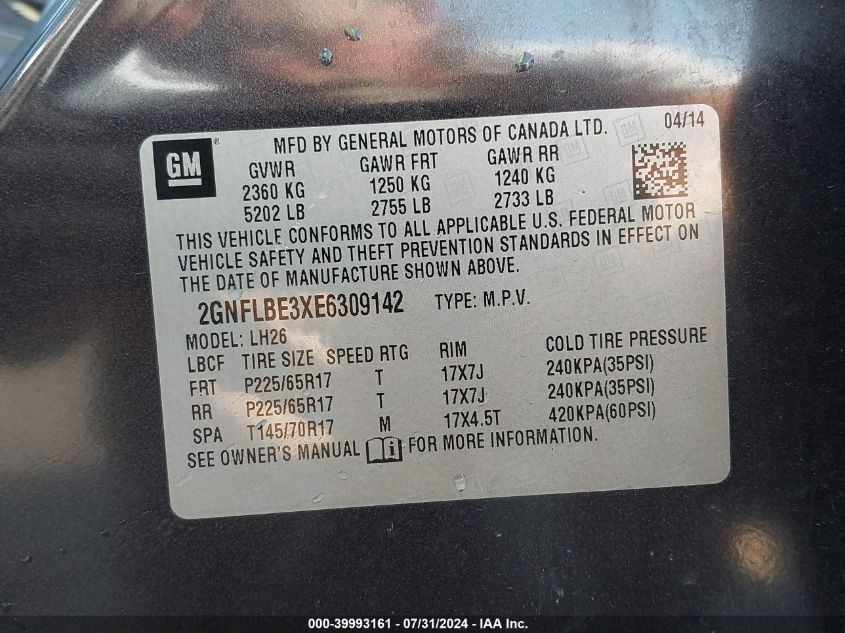 GM
MFD BY GENERAL MOTORS OF CANADA LTD. 04/14
GVWR GAWR FRT GAWR RR
2360 KG 1250 KG 1240 KG
5202 LB 2755 LB 2733 LB
THIS VEHICLE CONFORMS TO ALL APPLICABLE U.S. FEDERAL MOTOR
VEHICLE SAFETY AND THEFT PREVENTION STANDARDS IN EFFECT ON
THE DATE OF MANUFACTURE SHOWN ABOVE.
2GNFLBE3XE6309142 TYPE: M.P.V.
MODEL: LH26
LBCF TIRE SIZE SPEED RTG RIM COLD TIRE PRESSURE
FRT P225/65R17 T 17X7J 240KPA(35PSI)
RR P225/65R17 T 17X7J 240KPA(35PSI)
SPA T145/70R17 M 17X4.5T 420KPA(60PSI)
SEE OWNER'S MANUAL i FOR MORE INFORMATION.
000-39993161 - 07/31/2024 - IAA Inc.